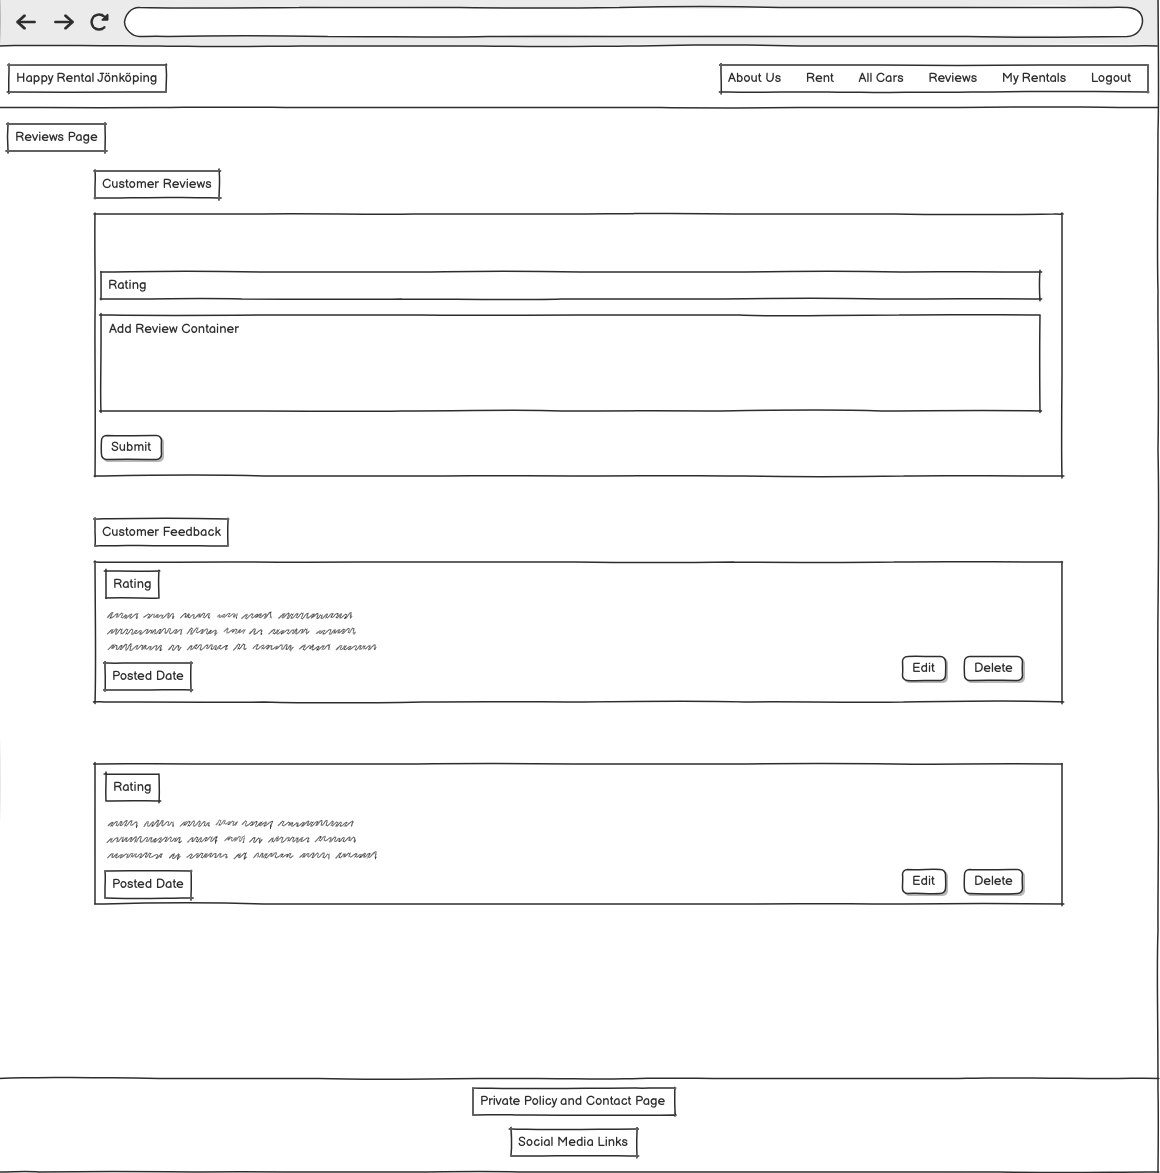 Happy Rental Jönköping
About Us Rent All Cars Reviews My Rentals Logout
Reviews Page
Customer Reviews
Rating
Add Review Container
Submit
Customer Feedback
Rating
Posted Date
Edit Delete
Rating
Posted Date
Edit Delete
Private Policy and Contact Page
Social Media Links